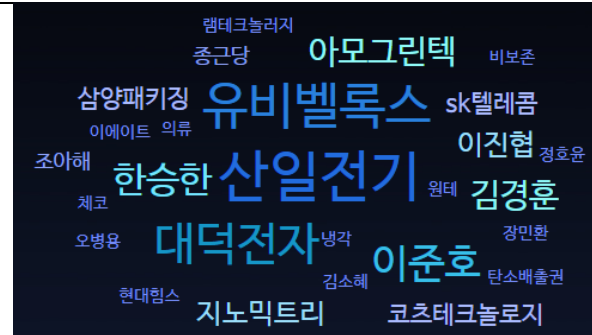 램테크놀러지
종근당 아모그린텍 비보존
삼양패키징 유비벨록스 sk텔레콤
이에이트 의류 이진협 정호윤
조아해 한승한 산일전기 원테 김경훈
체코
오병용 대덕전자 냉각 이준호 장민환
김소혜 탄소배출권
현대힘스 지노믹트리 코츠테크놀로지